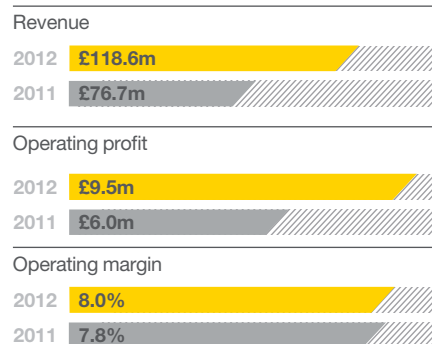 Revenue
2012 £118.6m
2011 £76.7m
Operating profit
2012 £9.5m
2011 £6.0m
Operating margin
2012 8.0%
2011 7.8%